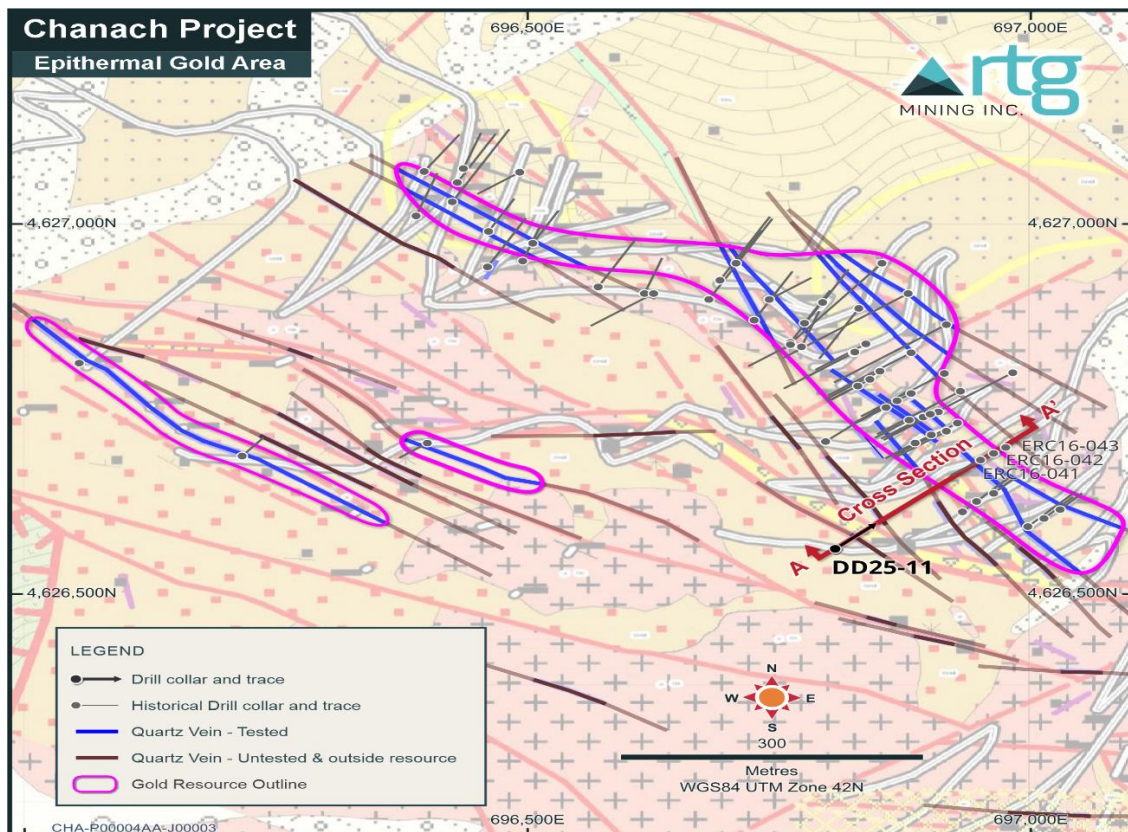 Chanach Project
Epithermal Gold Area
696,500E
697,000E
rtg
MINING INC.
4,627,000N
4,627,000N
A'
ERC16-043
ERC16-042
ERC16-041
Cross Section
A
DD25-11
4,626,500N
4,626,500N
LEGEND
Drill collar and trace
Historical Drill collar and trace
Quartz Vein - Tested
Quartz Vein - Untested & outside resource
Gold Resource Outline
N
W E
S
300
Metres
WGS84 UTM Zone 42N
CHA-P00004AA-J00003
696,500E
697,000E